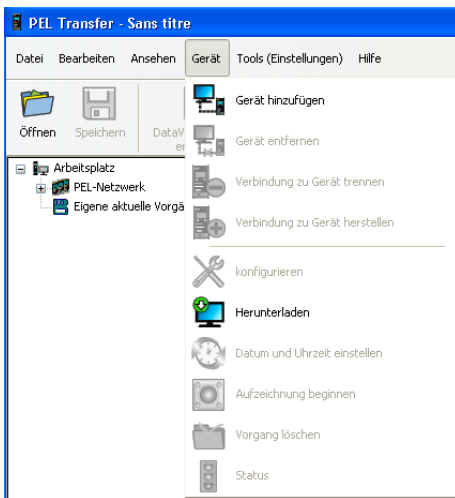 PEL Transfer - Sans titre
Datei Bearbeiten Ansehen Gerät Tools (Einstellungen) Hilfe
Öffnen Speichern DataV
er
Arbeitsplatz
PEL-Netzwerk
Eigene aktuelle Vorgä
Gerät hinzufügen
Gerät entfernen
Verbindung zu Gerät trennen
Verbindung zu Gerät herstellen
konfigurieren
Herunterladen
Datum und Uhrzeit einstellen
Aufzeichnung beginnen
Vorgang löschen
Status